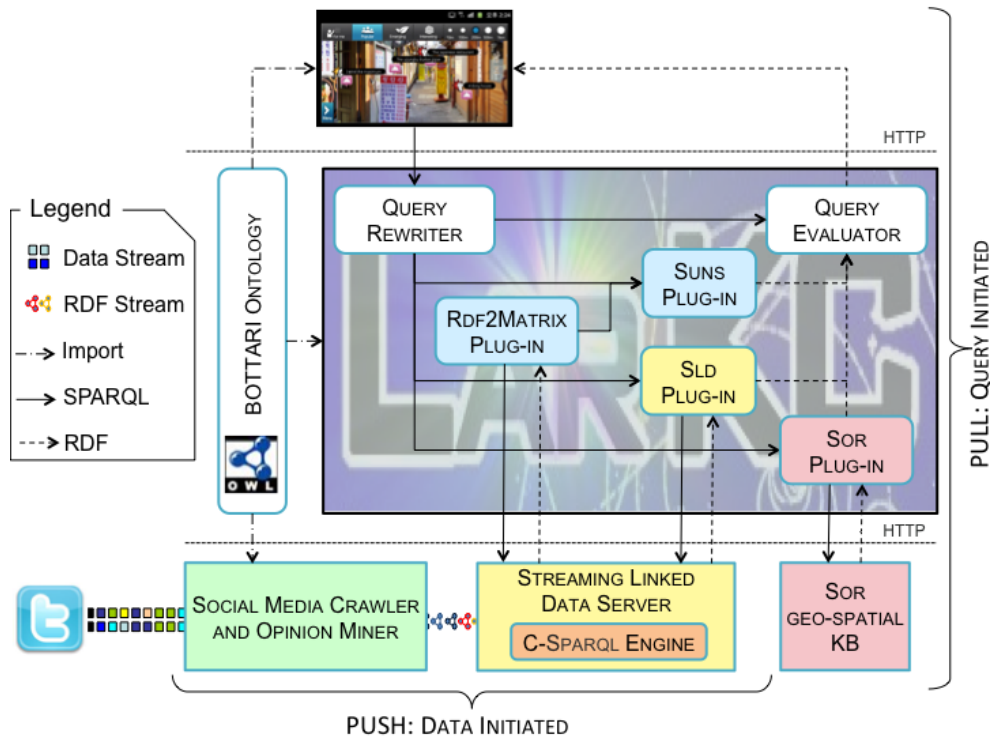 HTTP
Legend
Data Stream
RDF Stream
Import
SPARQL
RDF
BOTTARI ONTOLOGY
OWL
QUERY
REWRITER
QUERY
EVALUATOR
SUNS
PLUG-IN
RDF2MATRIX
PLUG-IN
SLD
PLUG-IN
SOR
PLUG-IN
LARKC
PULL: QUERY INITIATED
HTTP
SOCIAL MEDIA CRAWLER
AND OPINION MINER
STREAMING LINKED
DATA SERVER
C-SPARQL ENGINE
SOR
GEO-SPATIAL
KB
PUSH: DATA INITIATED